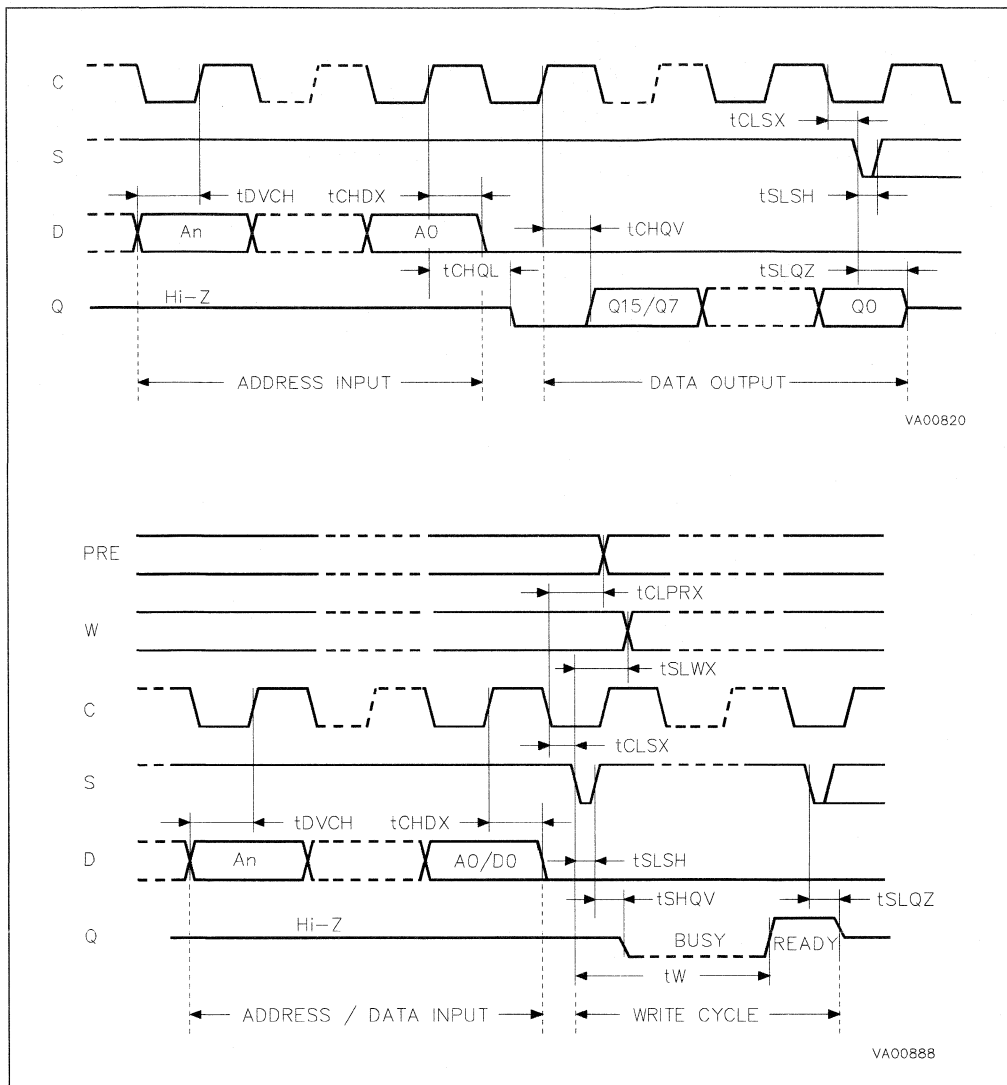 C
tCLSX
S
tDVCH
tCHDX
tSLSH
D
An
A0
tCHQV
tCHQL
tSLQZ
Q
Hi-Z
Q15/Q7
Q0
ADDRESS INPUT
DATA OUTPUT
VA00820
PRE
tCLPRX
W
tSLWX
C
tCLSX
S
tDVCH
tCHDX
D
An
A0/D0
tSLSH
tSHQV
tSLQZ
Q
Hi-Z
BUSY
READY
tW
ADDRESS / DATA INPUT
WRITE CYCLE
VA00888